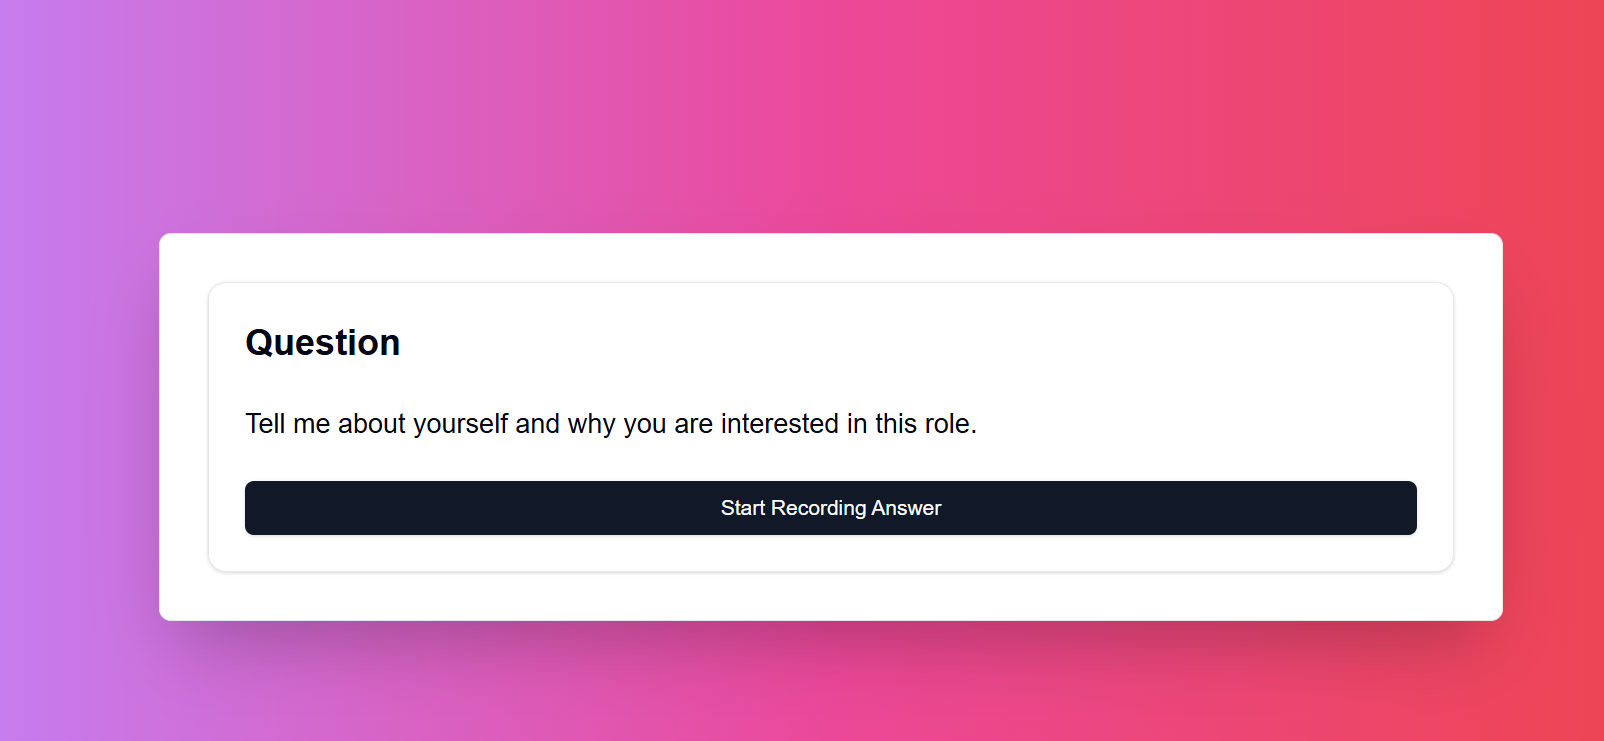 Question
Tell me about yourself and why you are interested in this role.
Start Recording Answer